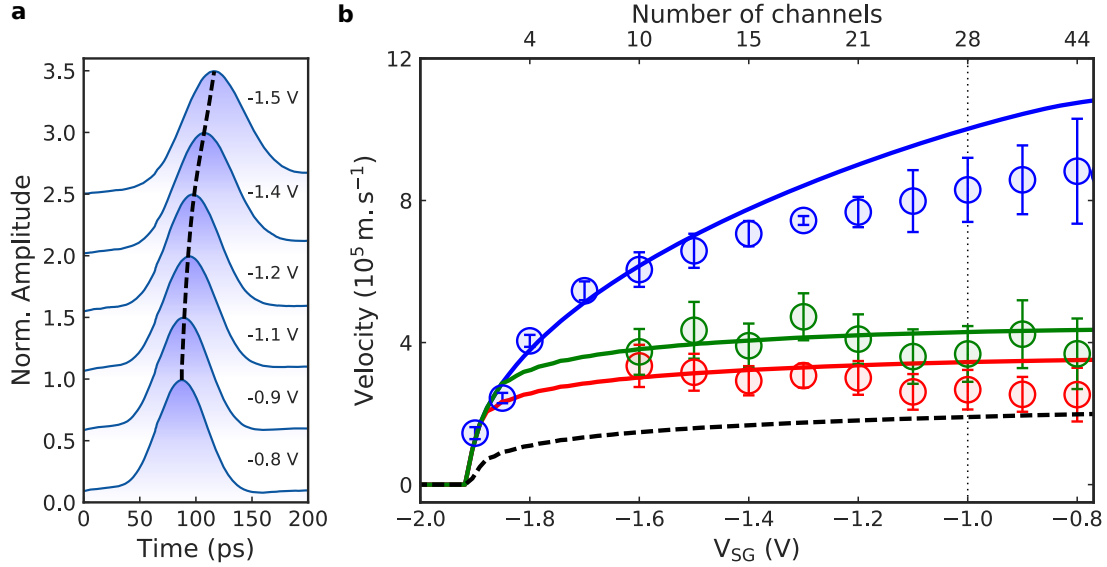 a
Norm. Amplitude
3.5
3.0
2.5
2.0
1.5
1.0
0.5
0.0
-1.5 V
-1.4 V
-1.2 V
-1.1 V
-0.9 V
-0.8 V
0 50 100 150 200
Time (ps)
b
Number of channels
4 10 15 21 28 44
Velocity (10⁵ m. s⁻¹)
12
8
4
0
−2.0 −1.8 −1.6 −1.4 −1.2 −1.0 −0.8
V_SG (V)